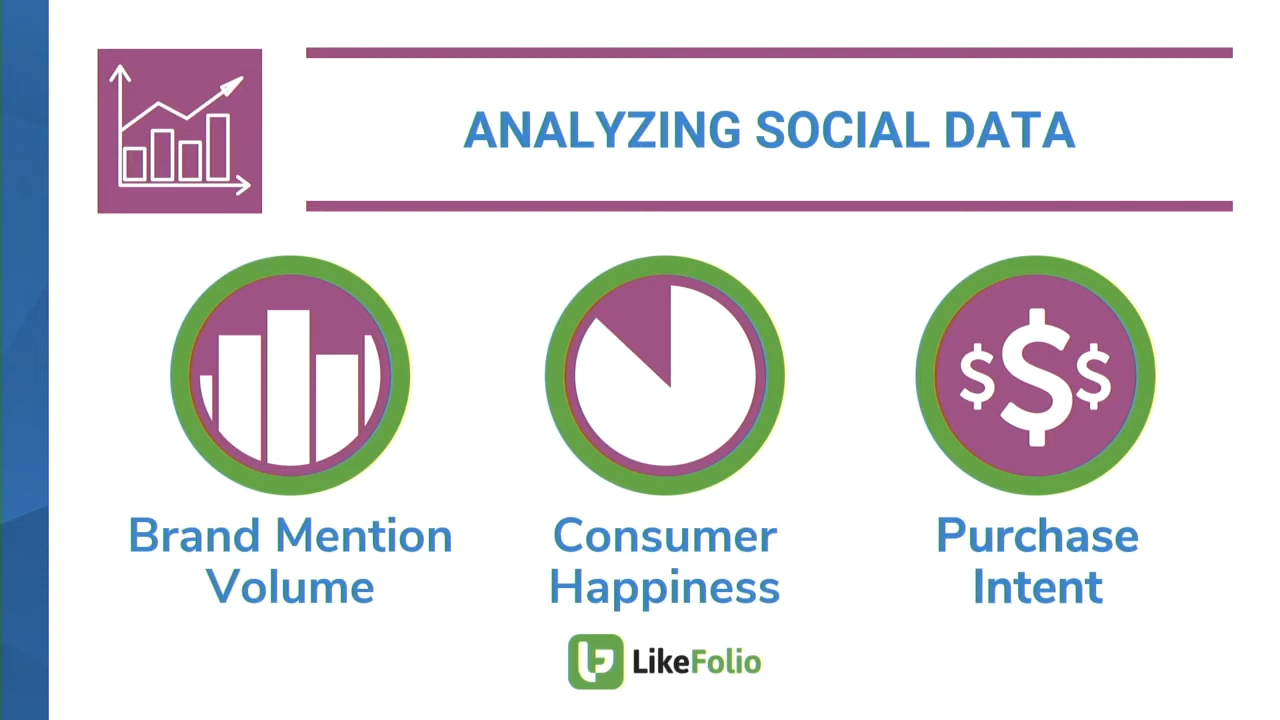 ANALYZING SOCIAL DATA
$ $ $
Brand Mention
Volume
Consumer
Happiness
Purchase
Intent
LikeFolio